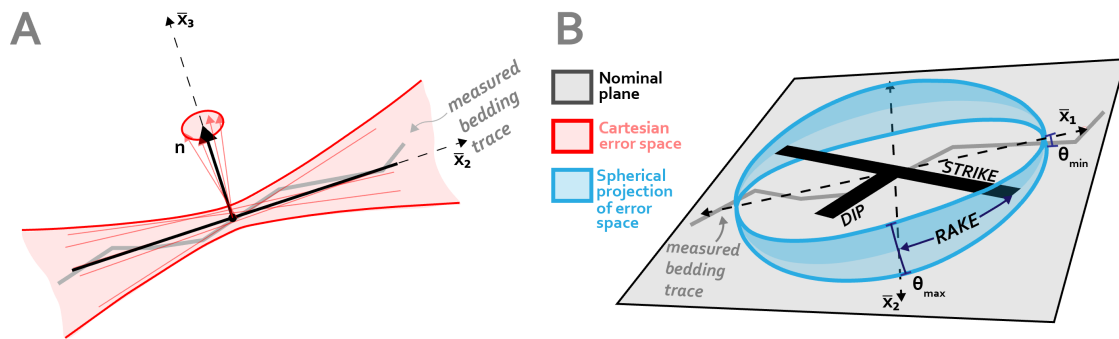 A
x̅₃
n
measured
bedding
trace
x̅₂
B
Nominal
plane
Cartesian
error space
Spherical
projection
of error
space
x̅₁
θmin
STRIKE
DIP
RAKE
measured
bedding
trace
x̅₂
θmax